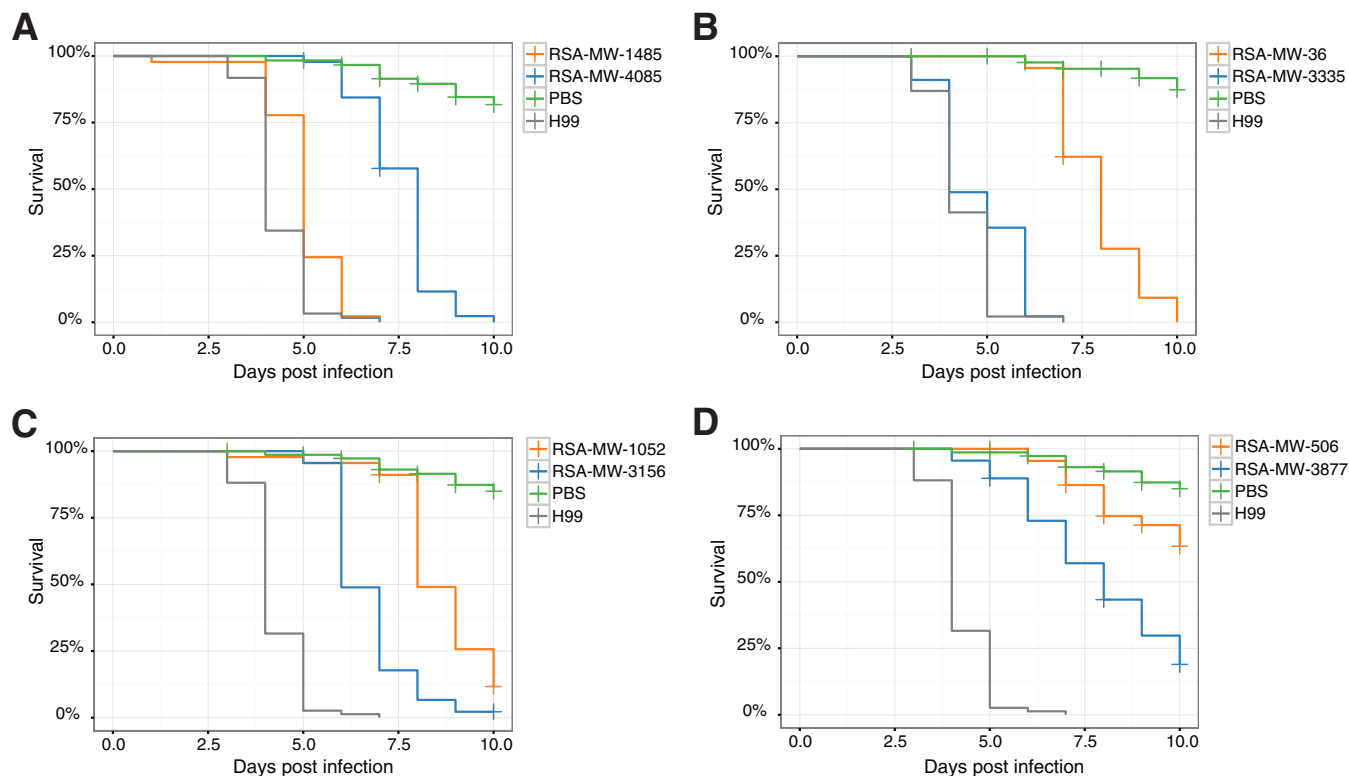 A
Survival
100%
75%
50%
25%
0%
0.0 2.5 5.0 7.5 10.0
Days post infection
RSA-MW-1485
RSA-MW-4085
PBS
H99
B
Survival
100%
75%
50%
25%
0%
0.0 2.5 5.0 7.5 10.0
Days post infection
RSA-MW-36
RSA-MW-3335
PBS
H99
C
Survival
100%
75%
50%
25%
0%
0.0 2.5 5.0 7.5 10.0
Days post infection
RSA-MW-1052
RSA-MW-3156
PBS
H99
D
Survival
100%
75%
50%
25%
0%
0.0 2.5 5.0 7.5 10.0
Days post infection
RSA-MW-506
RSA-MW-3877
PBS
H99